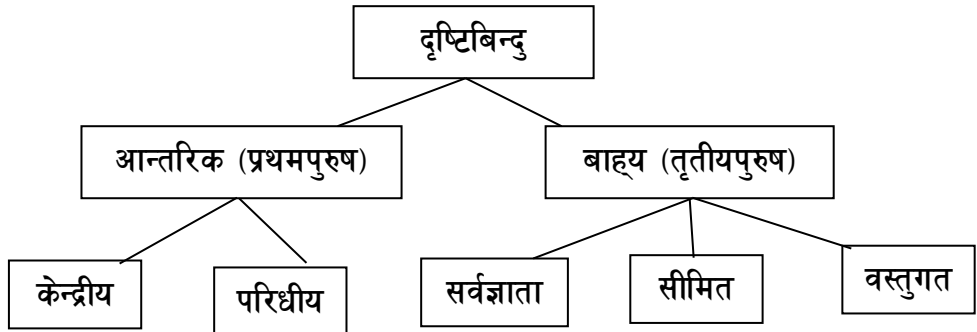 दृष्टिबिन्दु
आन्तरिक (प्रथमपुरुष)
बाह्य (तृतीयपुरुष)
केन्द्रीय
परिधीय
सर्वज्ञाता
सीमित
वस्तुगत